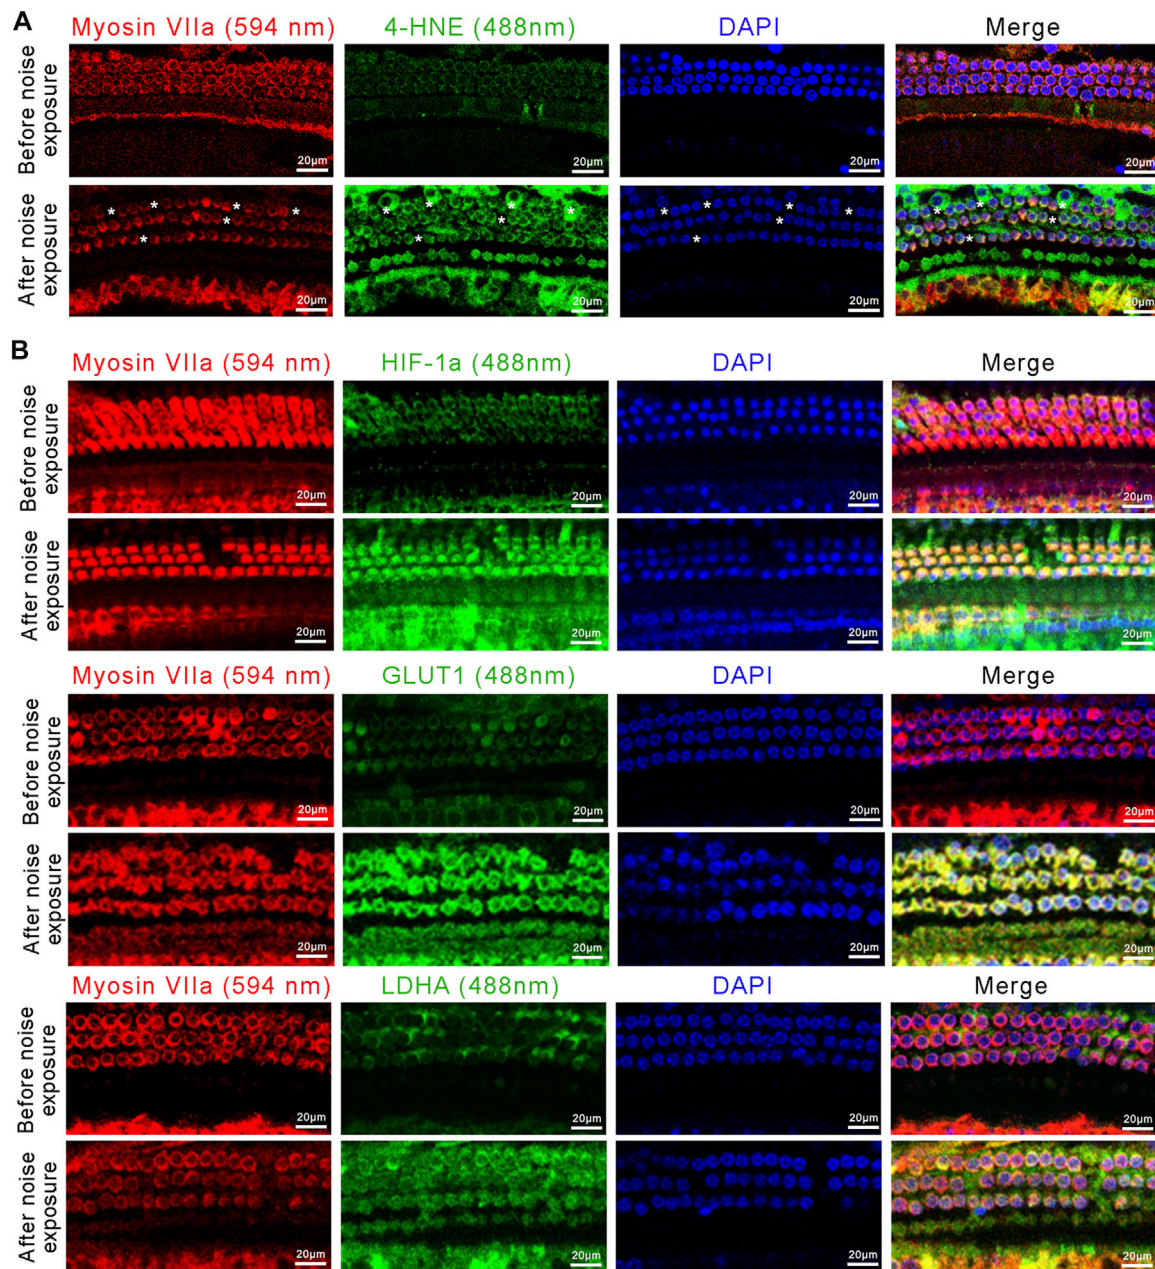 A
Myosin VIIa (594 nm) 4-HNE (488nm) DAPI Merge
Before noise
exposure
20μm 20μm 20μm 20μm
After noise
exposure
* * * * *
* * * * *
* * * * *
* * *
20μm 20μm 20μm 20μm
B
Myosin VIIa (594 nm) HIF-1a (488nm) DAPI Merge
Before noise
exposure
20μm 20μm 20μm 20μm
After noise
exposure
20μm 20μm 20μm 20μm
Myosin VIIa (594 nm) GLUT1 (488nm) DAPI Merge
Before noise
exposure
20μm 20μm 20μm 20μm
After noise
exposure
20μm 20μm 20μm 20μm
Myosin VIIa (594 nm) LDHA (488nm) DAPI Merge
Before noise
exposure
20μm 20μm 20μm 20μm
After noise
exposure
20μm 20μm 20μm 20μm